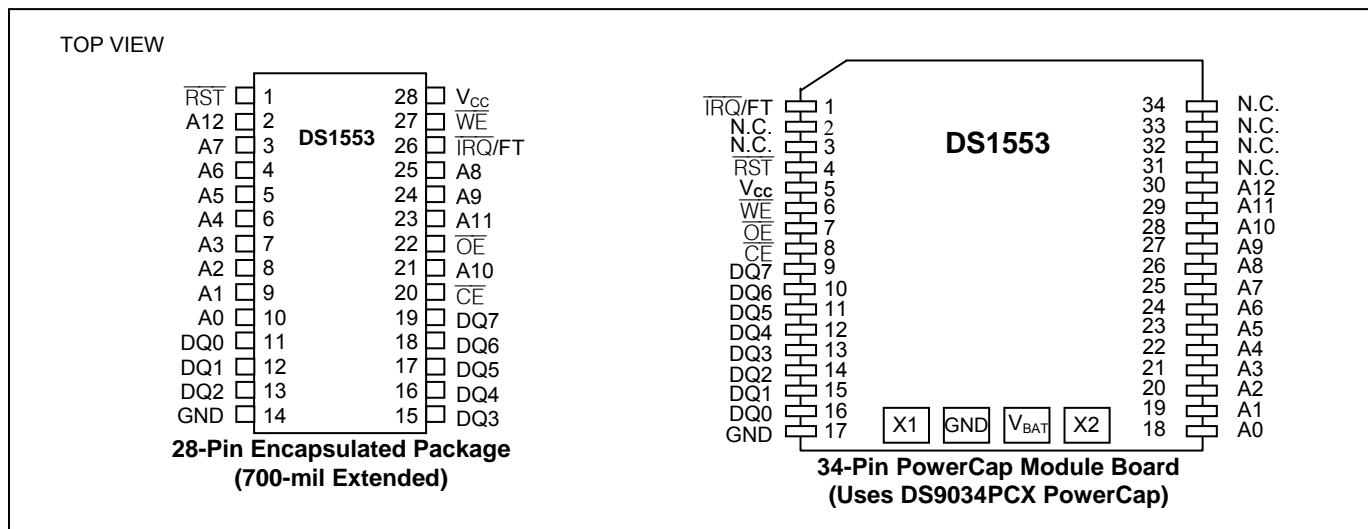 TOP VIEW
RST 1 28 VCC
A12 2 DS1553 27 WE
A7 3 26 IRQ/FT
A6 4 25 A8
A5 5 24 A9
A4 6 23 A11
A3 7 22 OE
A2 8 21 A10
A1 9 20 CE
A0 10 19 DQ7
DQ0 11 18 DQ6
DQ1 12 17 DQ5
DQ2 13 16 DQ4
GND 14 15 DQ3
28-Pin Encapsulated Package
(700-mil Extended)
IRQ/FT 1 34 N.C.
N.C. 2 33 N.C.
N.C. 3 DS1553 32 N.C.
RST 4 31 N.C.
Vcc 5 30 A12
WE 6 29 A11
OE 7 28 A10
CE 8 27 A9
DQ7 9 26 A8
DQ6 10 25 A7
DQ5 11 24 A6
DQ4 12 23 A5
DQ3 13 22 A4
DQ2 14 21 A3
DQ1 15 20 A2
DQ0 16 19 A1
GND 17 X1 GND VBAT X2 18 A0
34-Pin PowerCap Module Board
(Uses DS9034PCX PowerCap)